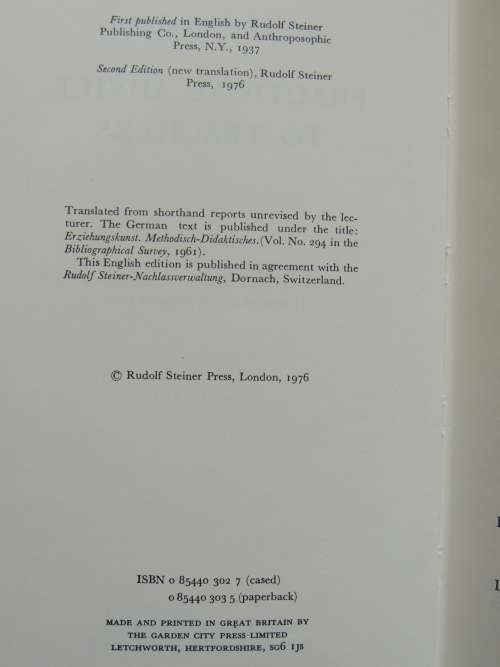 First published in English by Rudolf Steiner
Publishing Co., London, and Anthroposophic
Press, N.Y., 1937
Second Edition (new translation), Rudolf Steiner
Press, 1976
Translated from shorthand reports unrevised by the lec-
turer. The German text is published under the title:
Erziehungskunst. Methodisch-Didaktisches.(Vol. No. 294 in the
Bibliographical Survey, 1961).
This English edition is published in agreement with the
Rudolf Steiner-Nachlassverwaltung, Dornach, Switzerland.
© Rudolf Steiner Press, London, 1976
ISBN 0 85440 302 7 (cased)
0 85440 303 5 (paperback)
MADE AND PRINTED IN GREAT BRITAIN BY
THE GARDEN CITY PRESS LIMITED
LETCHWORTH, HERTFORDSHIRE, SG6 1JS